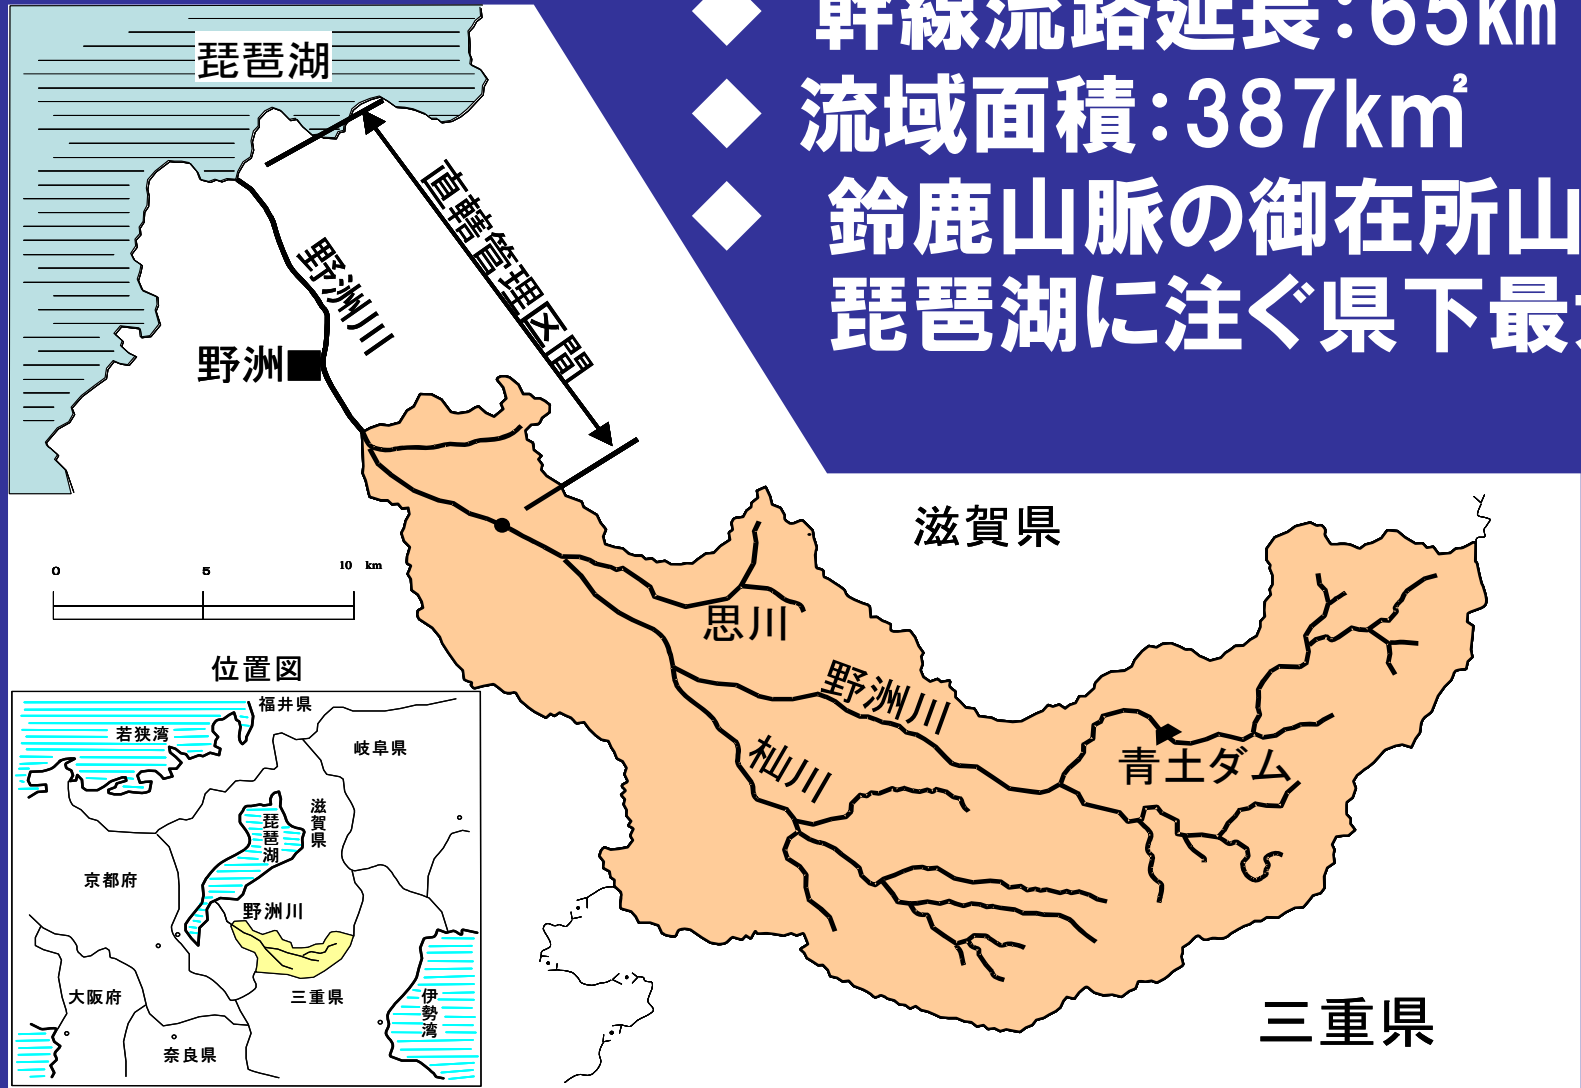 幹線流路延長：65km
流域面積：387km²
鈴鹿山脈の御在所山
琵琶湖に注ぐ県下最
琵琶湖
直轄管理区間
野洲川
野洲
滋賀県
0 5 10 km
思川
野洲川
杣川
青土ダム
三重県
位置図
福井県
若狭湾
岐阜県
滋賀県
琵琶湖
京都府
野洲川
大阪府
三重県
伊勢湾
奈良県